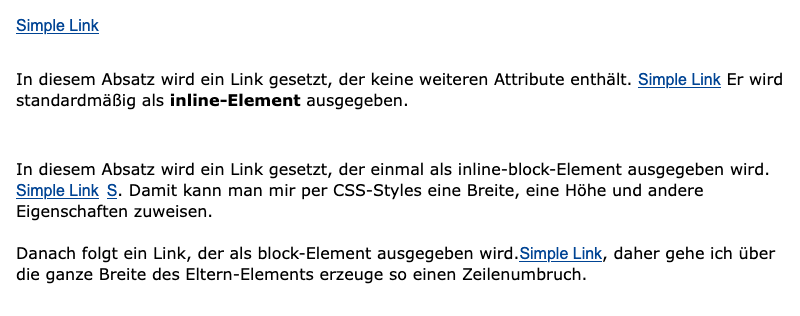 Simple Link
In diesem Absatz wird ein Link gesetzt, der keine weiteren Attribute enthält. Simple Link Er wird
standardmäßig als inline-Element ausgegeben.
In diesem Absatz wird ein Link gesetzt, der einmal als inline-block-Element ausgegeben wird.
Simple Link S. Damit kann man mir per CSS-Styles eine Breite, eine Höhe und andere
Eigenschaften zuweisen.
Danach folgt ein Link, der als block-Element ausgegeben wird.Simple Link, daher gehe ich über
die ganze Breite des Eltern-Elements erzeuge so einen Zeilenumbruch.